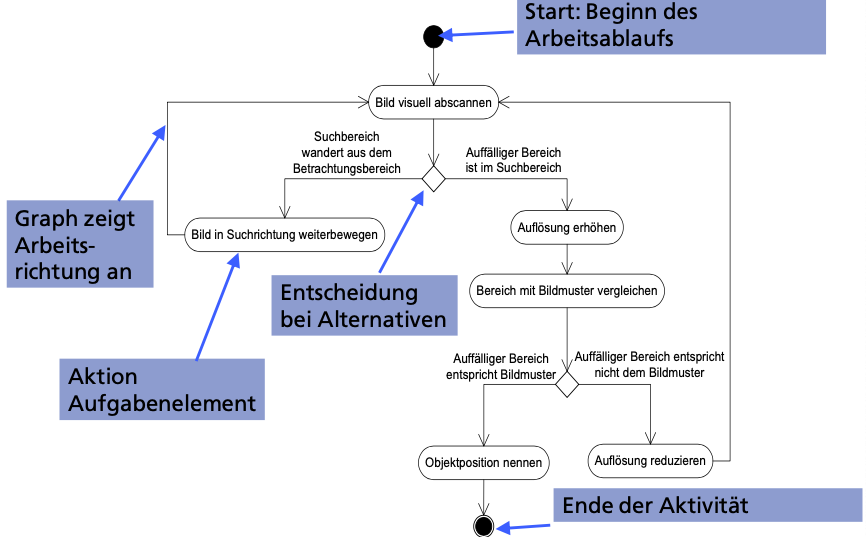 Start: Beginn des
Arbeitsablaufs
Bild visuell abscannen
Suchbereich
wandert aus dem
Betrachtungsbereich
Auffälliger Bereich
ist im Suchbereich
Graph zeigt
Arbeits-
richtung an
Bild in Suchrichtung weiterbewegen
Auflösung erhöhen
Entscheidung
bei Alternativen
Bereich mit Bildmuster vergleichen
Aktion
Aufgabenelement
Auffälliger Bereich
entspricht Bildmuster
Auffälliger Bereich entspricht
nicht dem Bildmuster
Objektposition nennen
Auflösung reduzieren
Ende der Aktivität